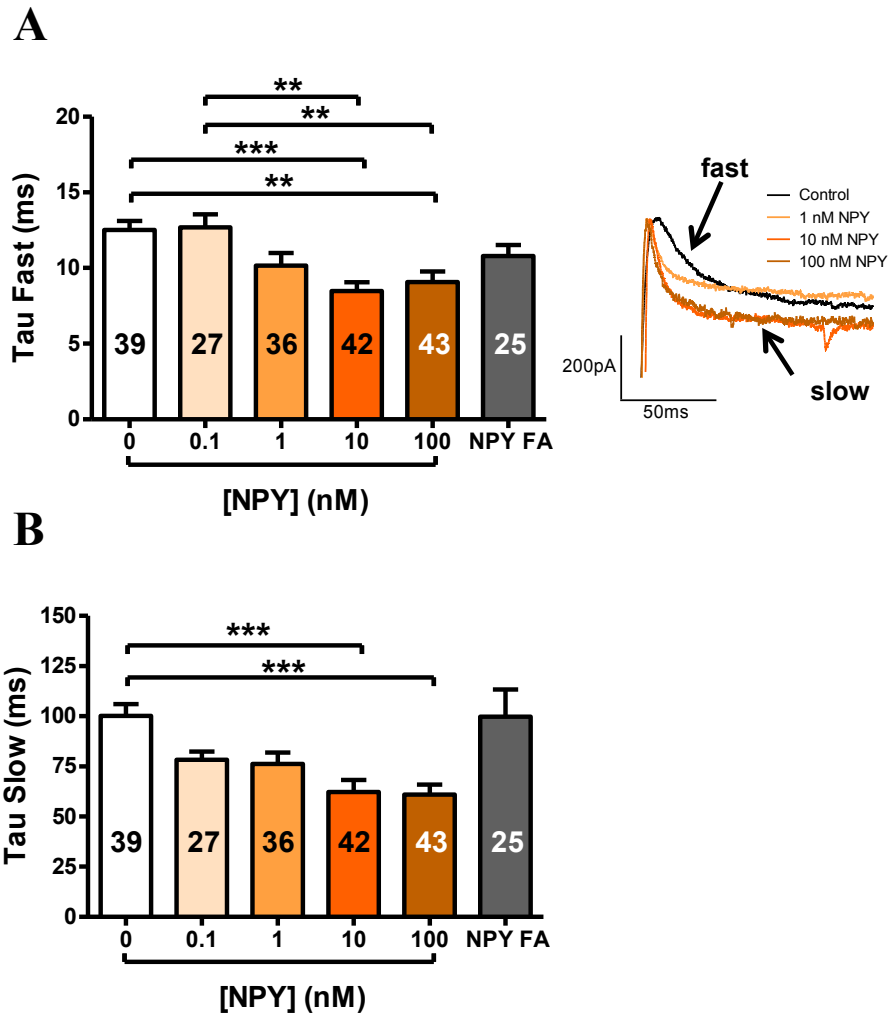 A
**
**
***
**
20
15
10
5
0
Tau Fast (ms)
39 27 36 42 43 25
0 0.1 1 10 100 NPY FA
[NPY] (nM)
fast
Control
1 nM NPY
10 nM NPY
100 nM NPY
slow
200pA
50ms
B
***
***
150
125
100
75
50
25
0
Tau Slow (ms)
39 27 36 42 43 25
0 0.1 1 10 100 NPY FA
[NPY] (nM)